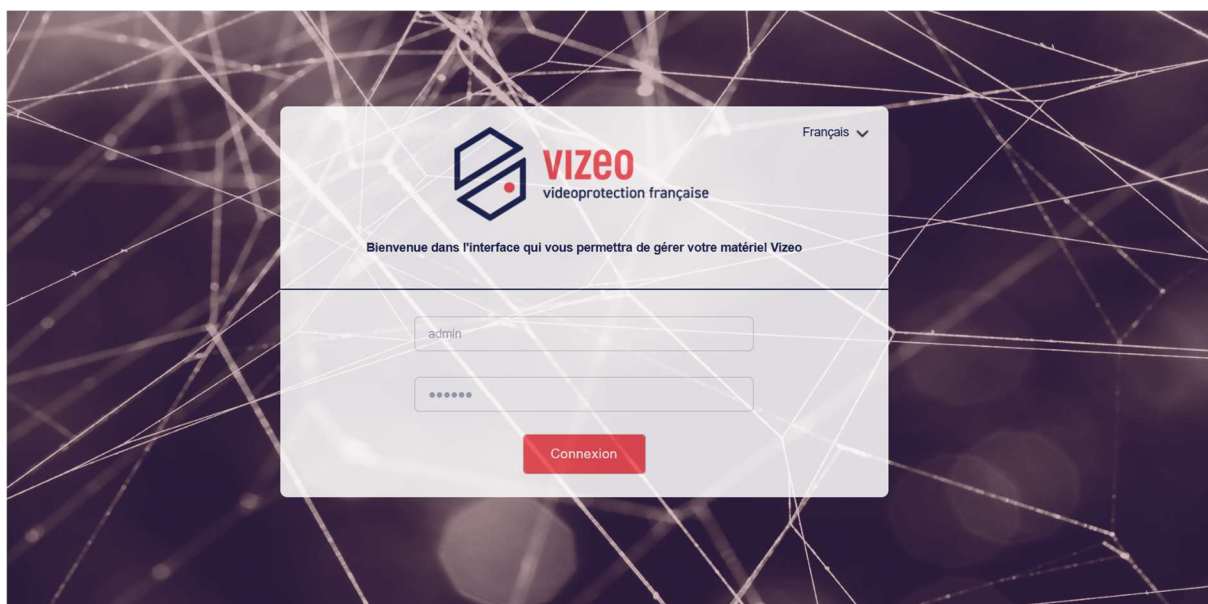 Français
VIZEO
videoprotection française
Bienvenue dans l'interface qui vous permettra de gérer votre matériel Vizeo
admin
●●●●●●
Connexion